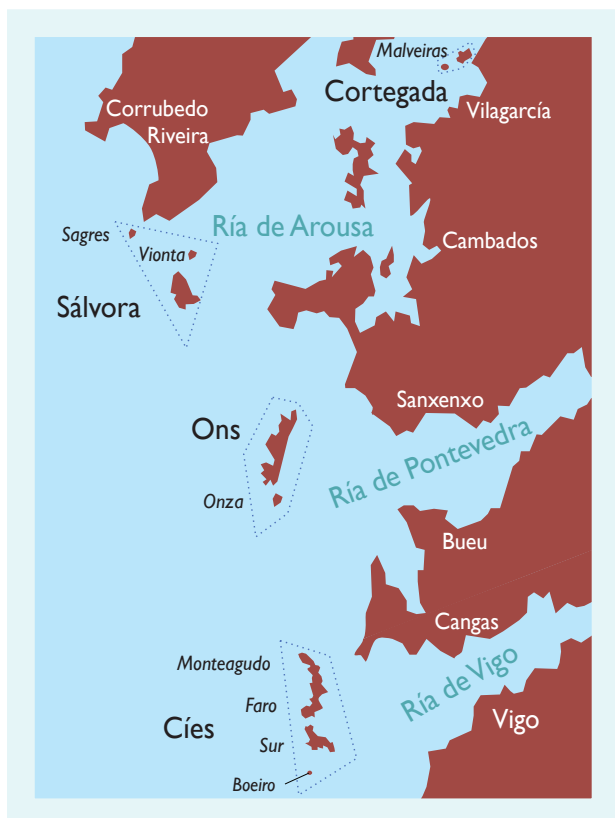 Malveiras
Cortegada
Corrubedo
Riveira
Vilagarcía
Sagres
Ría de Arousa
Vionta
Cambados
Sálvora
Sanxenxo
Ons
Ría de Pontevedra
Onza
Bueu
Cangas
Monteagudo
Ría de Vigo
Faro
Vigo
Cíes
Sur
Boeiro